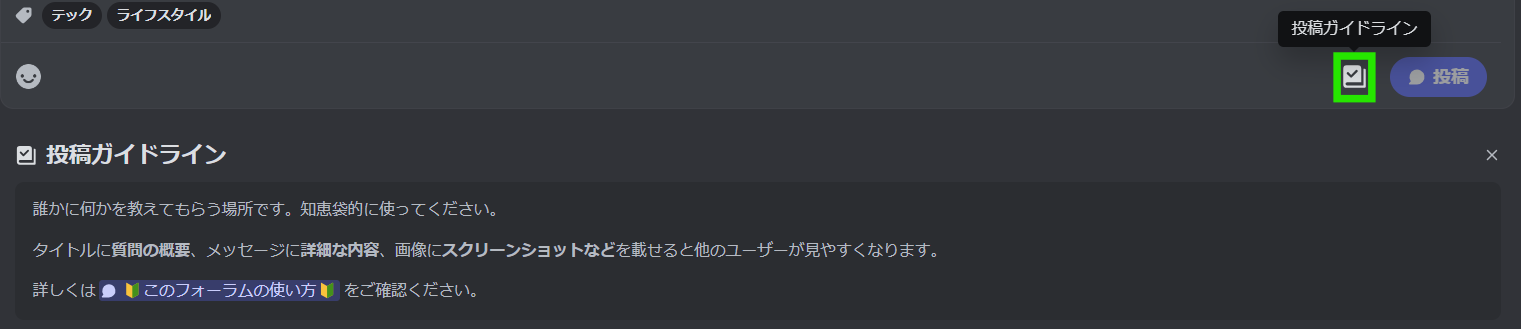 テック ライフスタイル
投稿ガイドライン
投稿
投稿ガイドライン
誰かに何かを教えてもらう場所です。知恵袋的に使ってください。
タイトルに質問の概要、メッセージに詳細な内容、画像にスクリーンショットなどを載せると他のユーザーが見やすくなります。
詳しくは 🔰このフォーラムの使い方🔰 をご確認ください。